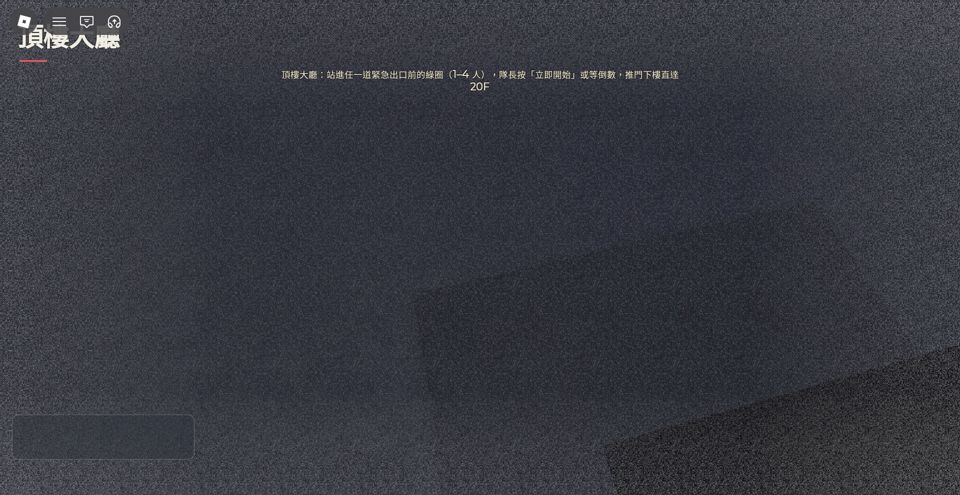 頂樓大廳
頂樓大廳：站進任一道緊急出口前的綠圈（1–4 人），隊長按「立即開始」或等倒數，推門下樓直達
20F